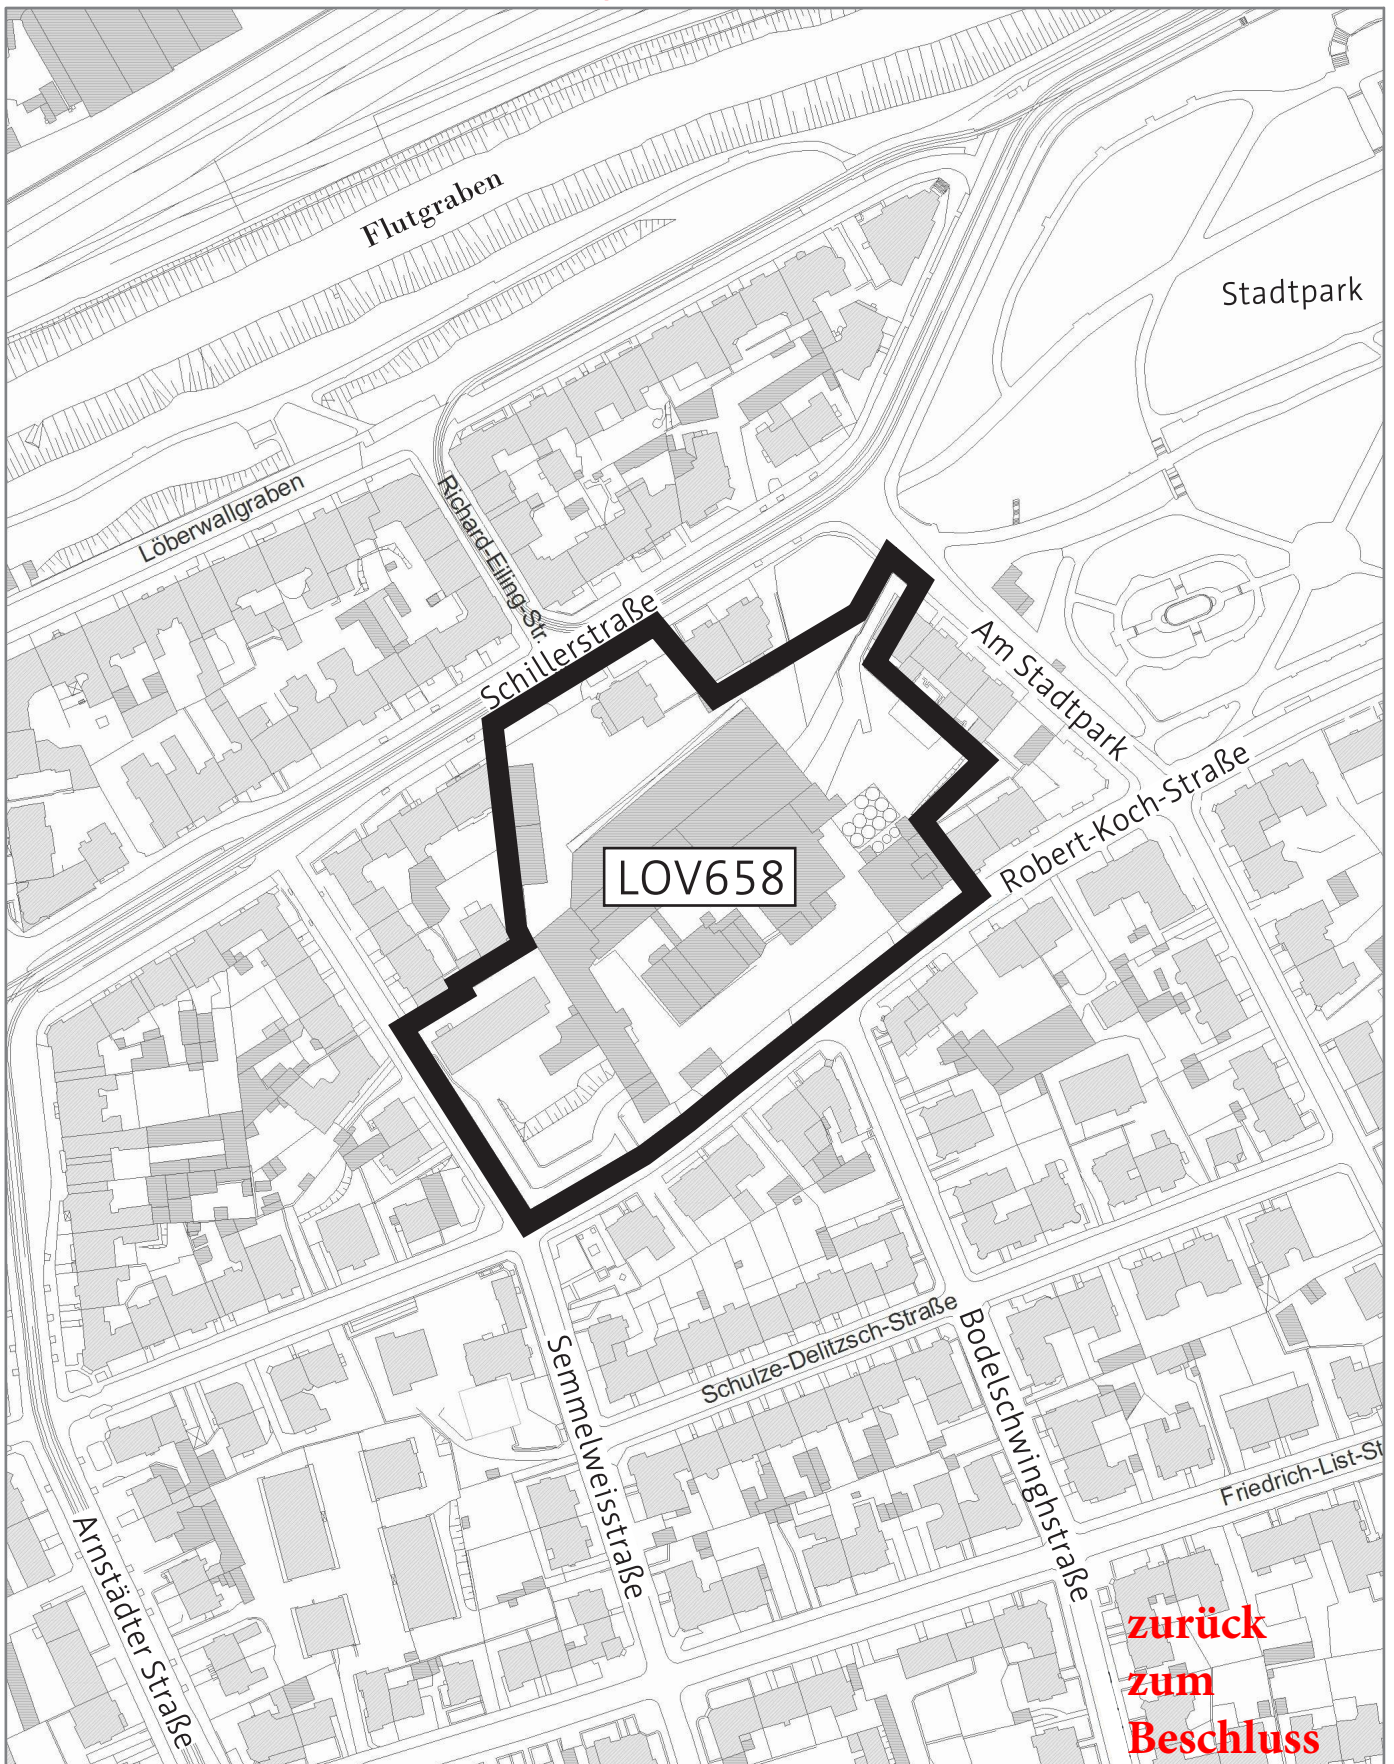 Flutgraben
Stadtpark
Löberwallgraben
Richard-Eiling-Str.
Schillerstraße
Am Stadtpark
Robert-Koch-Straße
LOV658
Schulze-Delitzsch-Straße
Semmelweisstraße
Bodelschwinghstraße
Friedrich-List-St
Arnstädter Straße
zurück
zum
Beschluss